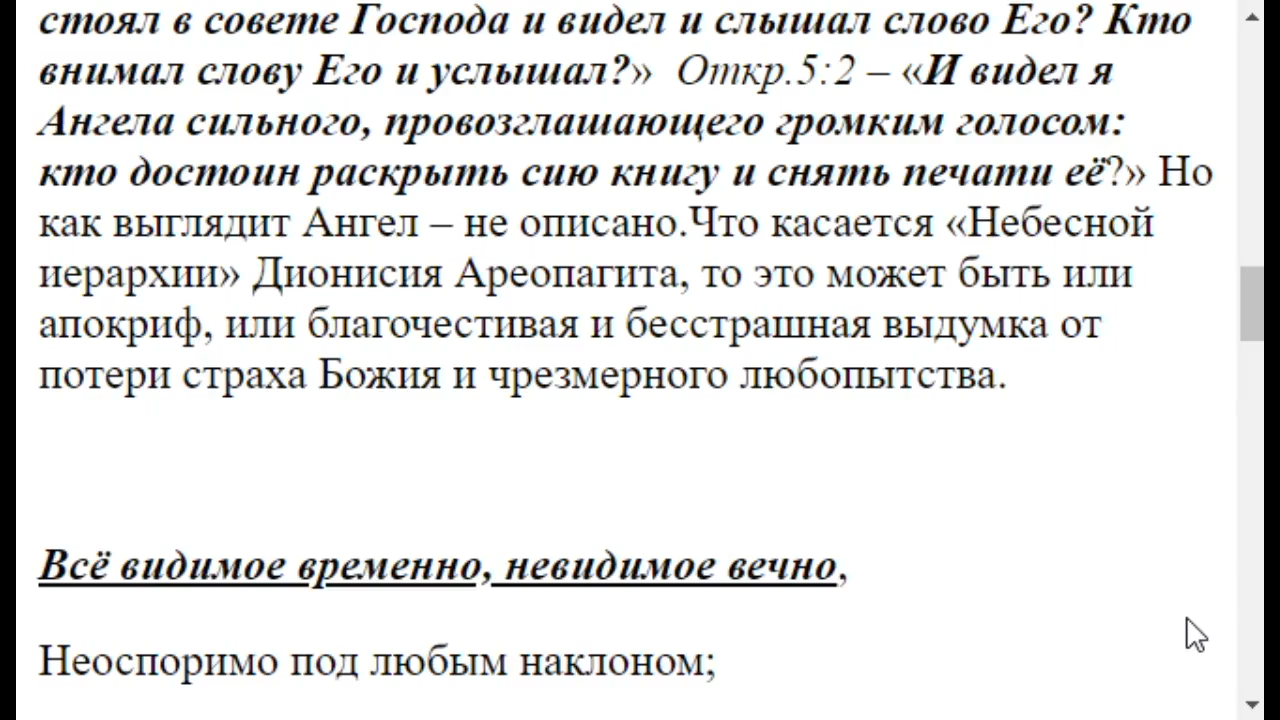 стоял в совете Господа и видел и слышал слово Его? Кто
внимал слову Его и услышал?» Откр.5:2 – «И видел я
Ангела сильного, провозглашающего громким голосом:
кто достоин раскрыть сию книгу и снять печати её?» Но
как выглядит Ангел – не описано.Что касается «Небесной
иерархии» Дионисия Ареопагита, то это может быть или
апокриф, или благочестивая и бесстрашная выдумка от
потери страха Божия и чрезмерного любопытства.
Всё видимое временно, невидимое вечно,
Неоспоримо под любым наклоном;